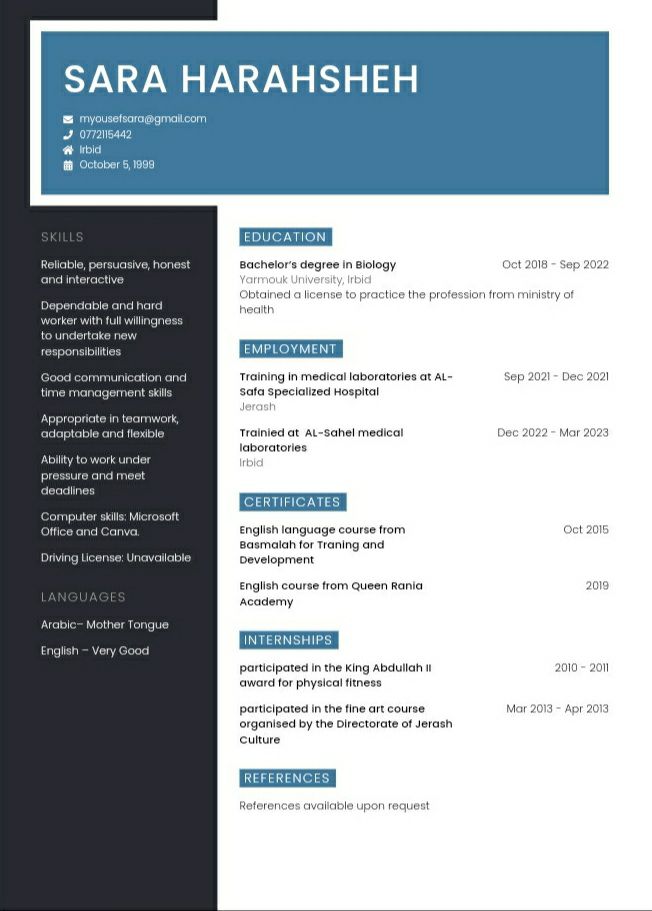 SARA HARAHSHEH
myousefsara@gmail.com
0772115442
Irbid
October 5, 1999
SKILLS
Reliable, persuasive, honest
and interactive
Dependable and hard
worker with full willingness
to undertake new
responsibilities
Good communication and
time management skills
Appropriate in teamwork,
adaptable and flexible
Ability to work under
pressure and meet
deadlines
Computer skills: Microsoft
Office and Canva.
Driving License: Unavailable
LANGUAGES
Arabic– Mother Tongue
English – Very Good
EDUCATION
Bachelor's degree in Biology Oct 2018 - Sep 2022
Yarmouk University, Irbid
Obtained a license to practice the profession from ministry of
health
EMPLOYMENT
Training in medical laboratories at AL- Sep 2021 - Dec 2021
Safa Specialized Hospital
Jerash
Trainied at AL-Sahel medical Dec 2022 - Mar 2023
laboratories
Irbid
CERTIFICATES
English language course from Oct 2015
Basmalah for Traning and
Development
English course from Queen Rania 2019
Academy
INTERNSHIPS
participated in the King Abdullah II 2010 - 2011
award for physical fitness
participated in the fine art course Mar 2013 - Apr 2013
organised by the Directorate of Jerash
Culture
REFERENCES
References available upon request